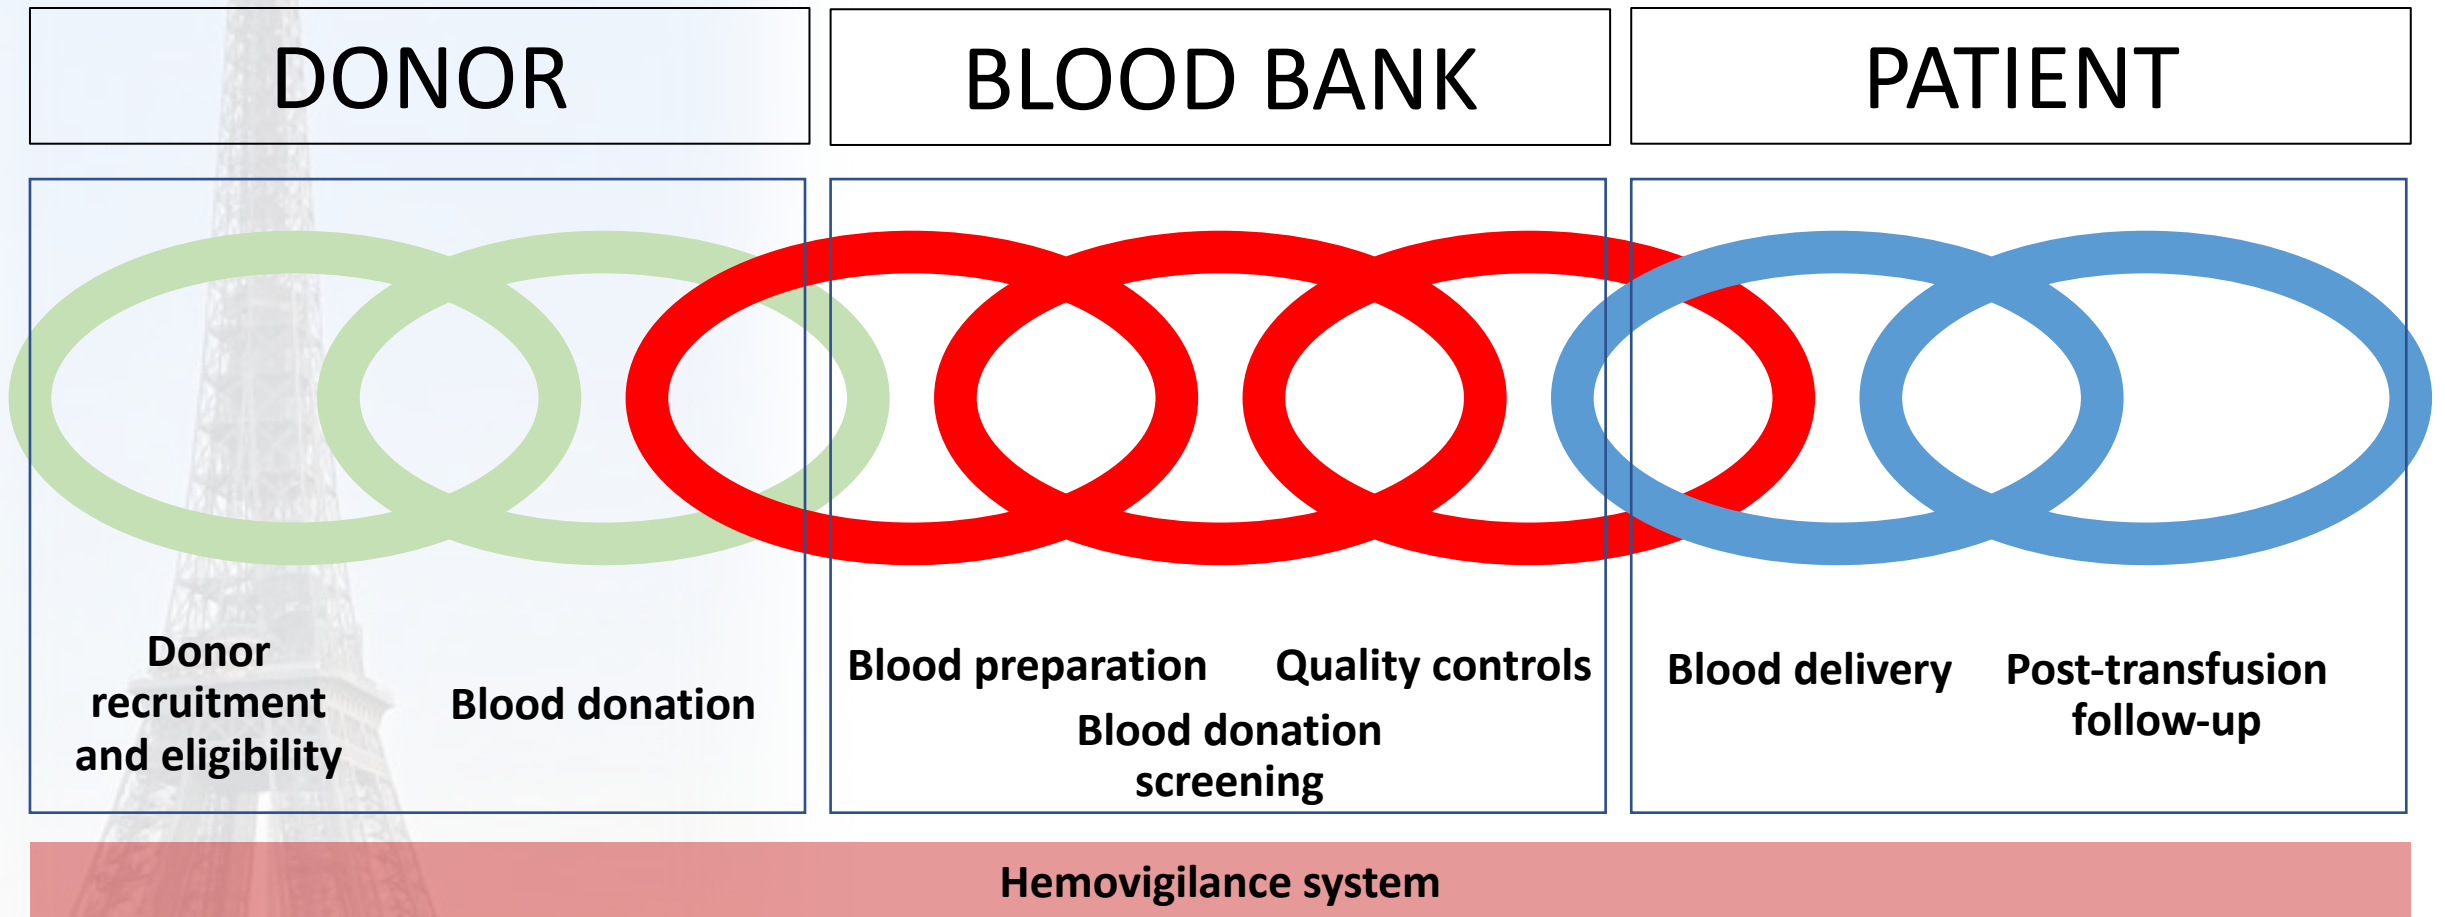 DONOR
BLOOD BANK
PATIENT
Donor
recruitment
and eligibility
Blood donation
Blood preparation
Quality controls
Blood donation
screening
Blood delivery
Post-transfusion
follow-up
Hemovigilance system